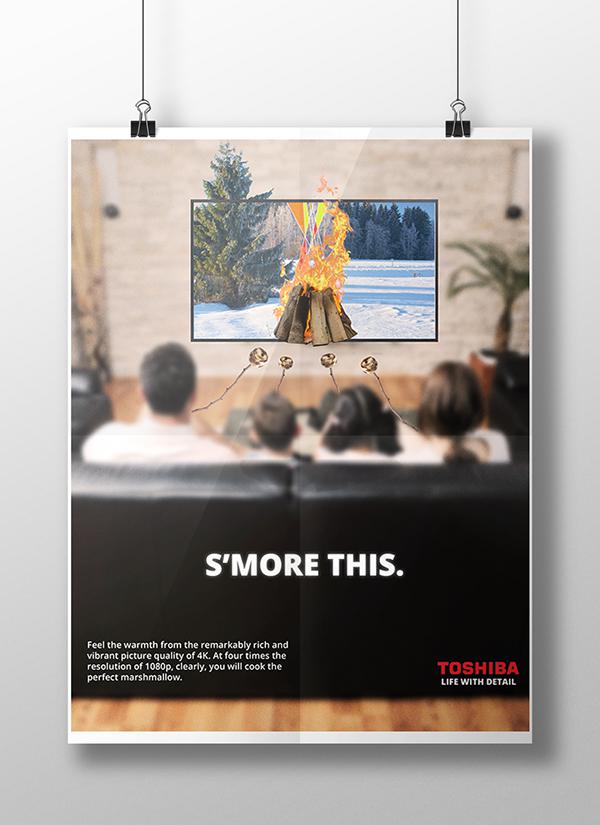 S'MORE THIS.
Feel the warmth from the remarkably rich and
vibrant picture quality of 4K. At four times the
resolution of 1080p, clearly, you will cook the
perfect marshmallow.
TOSHIBA
LIFE WITH DETAIL